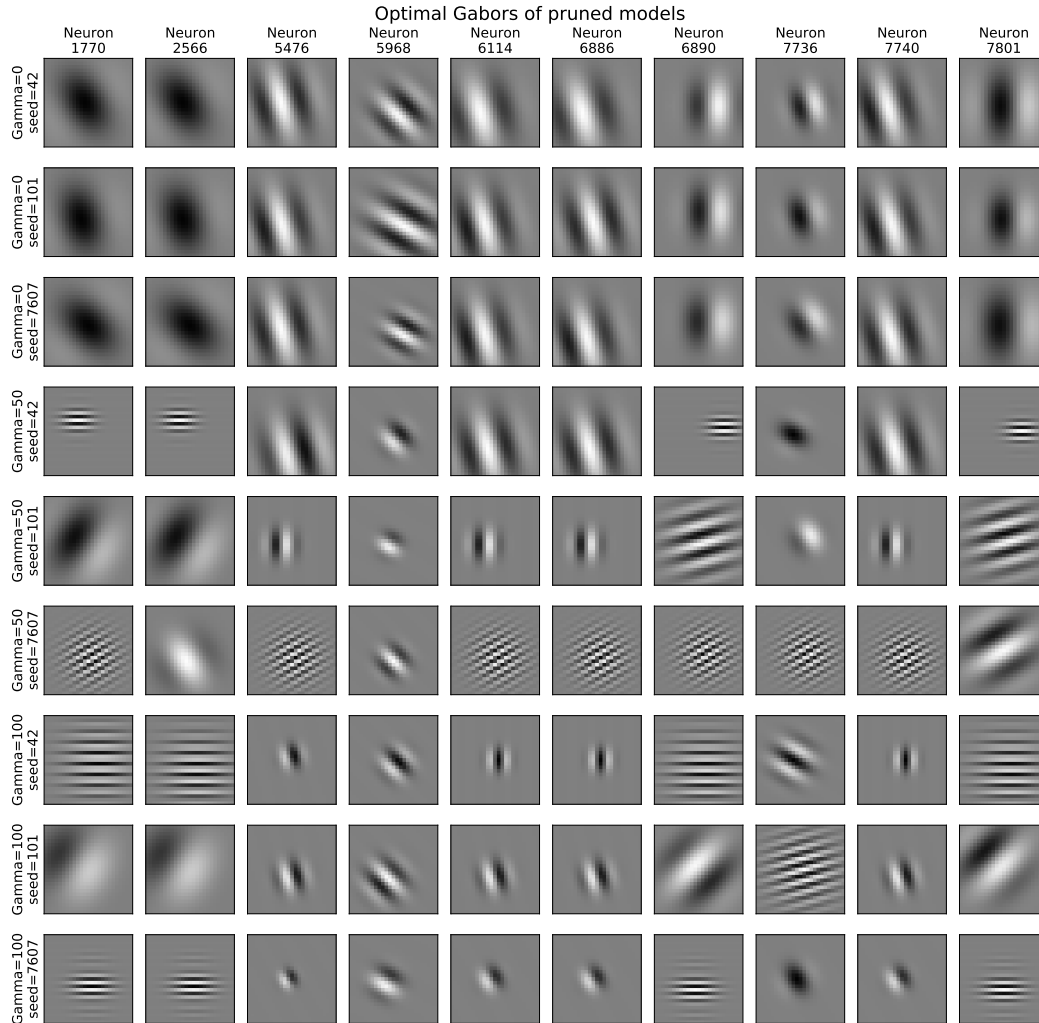 Optimal Gabors of pruned models
Neuron
1770
Neuron
2566
Neuron
5476
Neuron
5968
Neuron
6114
Neuron
6886
Neuron
6890
Neuron
7736
Neuron
7740
Neuron
7801
Gamma=0
seed=42
Gamma=0
seed=101
Gamma=0
seed=7607
Gamma=50
seed=42
Gamma=50
seed=101
Gamma=50
seed=7607
Gamma=100
seed=42
Gamma=100
seed=101
Gamma=100
seed=7607